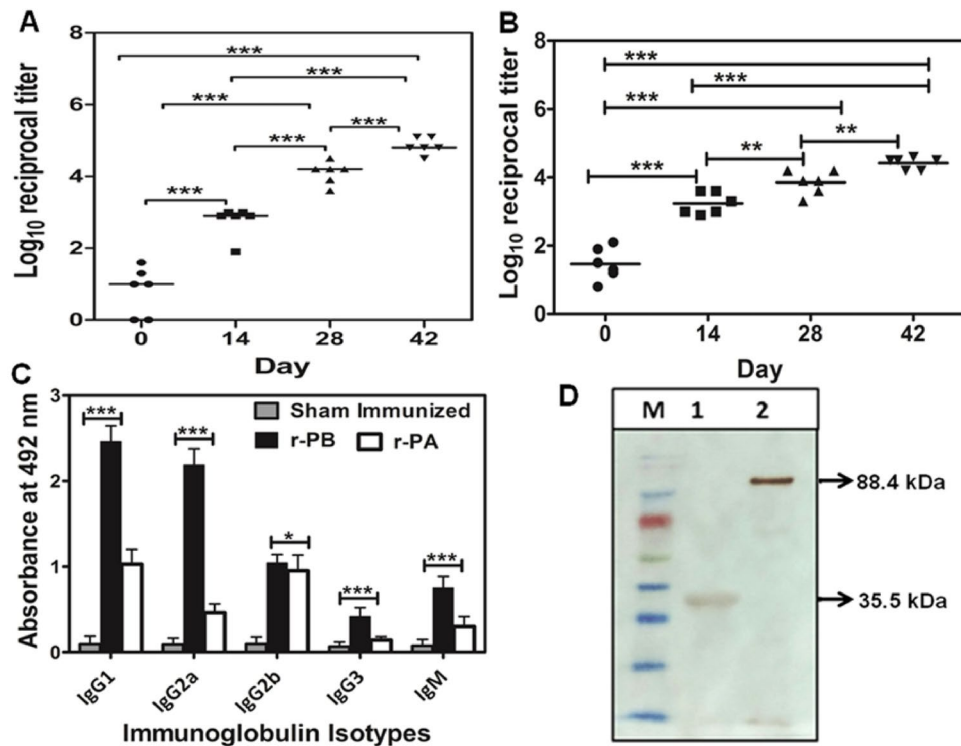 A
Log10 reciprocal titer
8
6
4
2
0
***
***
***
***
***
***
0 14 28 42
Day
B
Log10 reciprocal titer
8
6
4
2
0
***
***
***
**
**
***
0 14 28 42
Day
C
Absorbance at 492 nm
3
2
1
0
Sham Immunized
r-PB r-PA
***
***
*
***
***
IgG1 IgG2a IgG2b IgG3 IgM
Immunoglobulin Isotypes
D
M 1 2
88.4 kDa
35.5 kDa